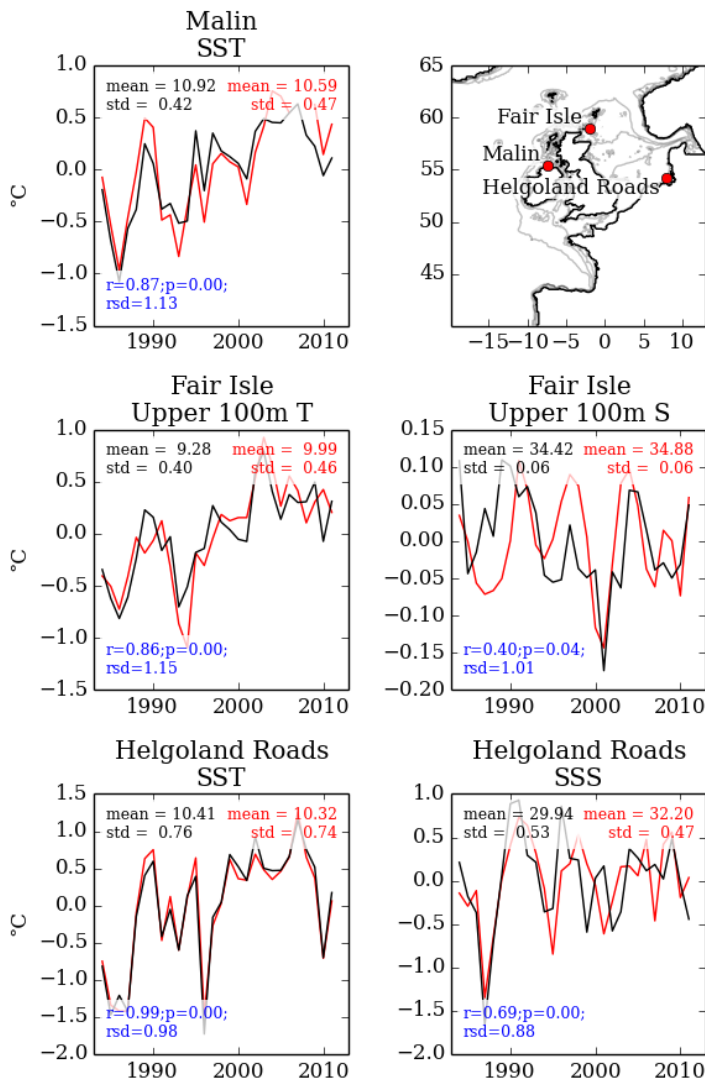 Malin
SST
1.0
0.5
0.0
−0.5
−1.0
−1.5
°C
mean = 10.92
std = 0.42
mean = 10.59
std = 0.47
r=0.87;p=0.00;
rsd=1.13
1990 2000 2010
65
60
55
50
45
Fair Isle
Malin
Helgoland Roads
−15 −10 −5 0 5 10
Fair Isle
Upper 100m T
1.0
0.5
0.0
−0.5
−1.0
−1.5
°C
mean = 9.28
std = 0.40
mean = 9.99
std = 0.46
r=0.86;p=0.00;
rsd=1.15
1990 2000 2010
Fair Isle
Upper 100m S
0.15
0.10
0.05
0.00
−0.05
−0.10
−0.15
−0.20
mean = 34.42
std = 0.06
mean = 34.88
std = 0.06
r=0.40;p=0.04;
rsd=1.01
1990 2000 2010
Helgoland Roads
SST
1.5
1.0
0.5
0.0
−0.5
−1.0
−1.5
−2.0
°C
mean = 10.41
std = 0.76
mean = 10.32
std = 0.74
r=0.99;p=0.00;
rsd=0.98
1990 2000 2010
Helgoland Roads
SSS
1.0
0.5
0.0
−0.5
−1.0
−1.5
−2.0
mean = 29.94
std = 0.53
mean = 32.20
std = 0.47
r=0.69;p=0.00;
rsd=0.88
1990 2000 2010